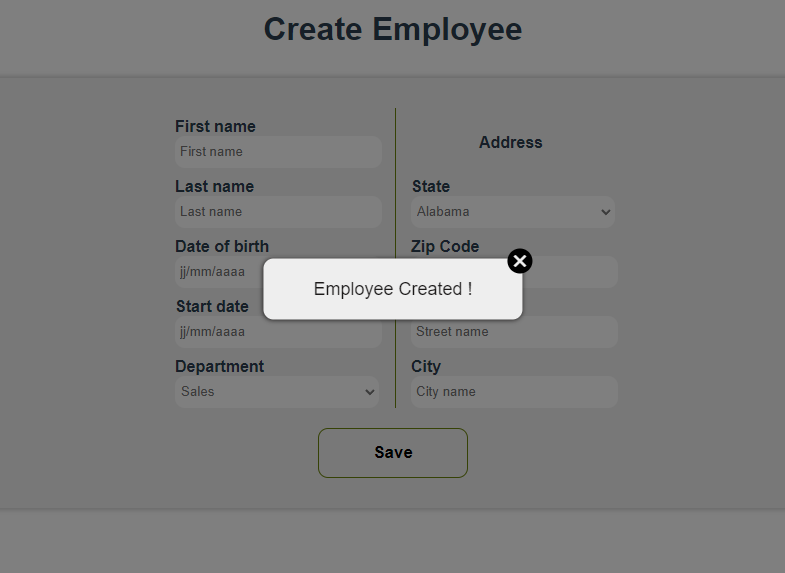 Create Employee
First name
First name
Last name
Last name
Date of birth
jj/mm/aaaa
Start date
jj/mm/aaaa
Department
Sales
Address
State
Alabama
Zip Code
Street name
City
City name
Employee Created !
Save